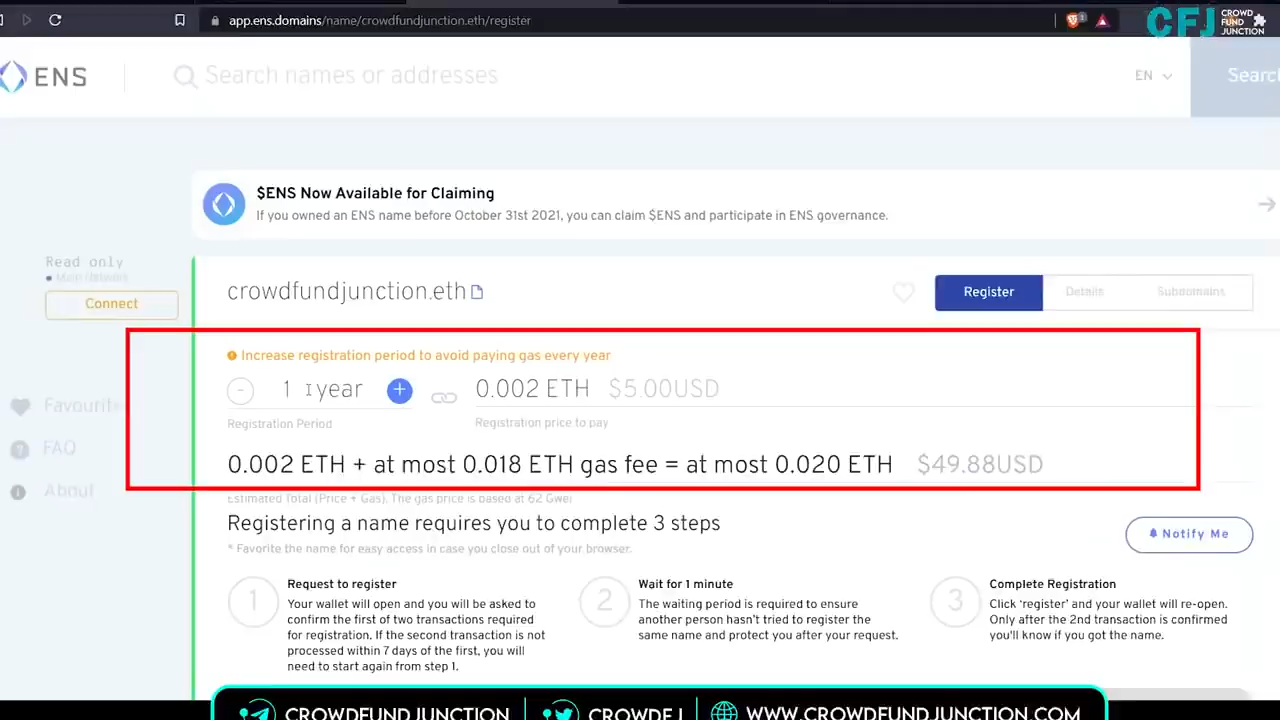 app.ens.domains/name/crowdfundjunction.eth/register
CFJ CROWD FUND JUNCTION
ENS
Search names or addresses
EN
Search
$ENS Now Available for Claiming
If you owned an ENS name before October 31st 2021, you can claim $ENS and participate in ENS governance.
Read only
Main Network
Connect
crowdfundjunction.eth
Register
Details
Subdomains
Increase registration period to avoid paying gas every year
- 1 year + 0.002 ETH $5.00USD
Registration Period
Registration price to pay
Favourite
FAQ
About
0.002 ETH + at most 0.018 ETH gas fee = at most 0.020 ETH $49.88USD
Estimated Total (Price + Gas). The gas price is based at 62 Gwei
Registering a name requires you to complete 3 steps
* Favorite the name for easy access in case you close out of your browser.
Notify Me
1
Request to register
Your wallet will open and you will be asked to
confirm the first of two transactions required
for registration. If the second transaction is not
processed within 7 days of the first, you will
need to start again from step 1.
2
Wait for 1 minute
The waiting period is required to ensure
another person hasn't tried to register the
same name and protect you after your request.
3
Complete Registration
Click 'register' and your wallet will re-open.
Only after the 2nd transaction is confirmed
you'll know if you got the name.
CROWDFUNDJUNCTION | CROWDFJ | WWW.CROWDFUNDJUNCTION.COM